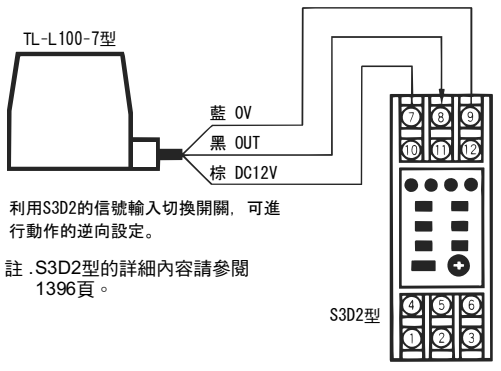 TL-L100-7型
藍 0V
黑 OUT
棕 DC12V
7 8 9
10 11 12
利用S3D2的信號輸入切換開關, 可進
行動作的逆向設定。
註.S3D2型的詳細內容請參閱
1396頁。
S3D2型
4 5 6
1 2 3